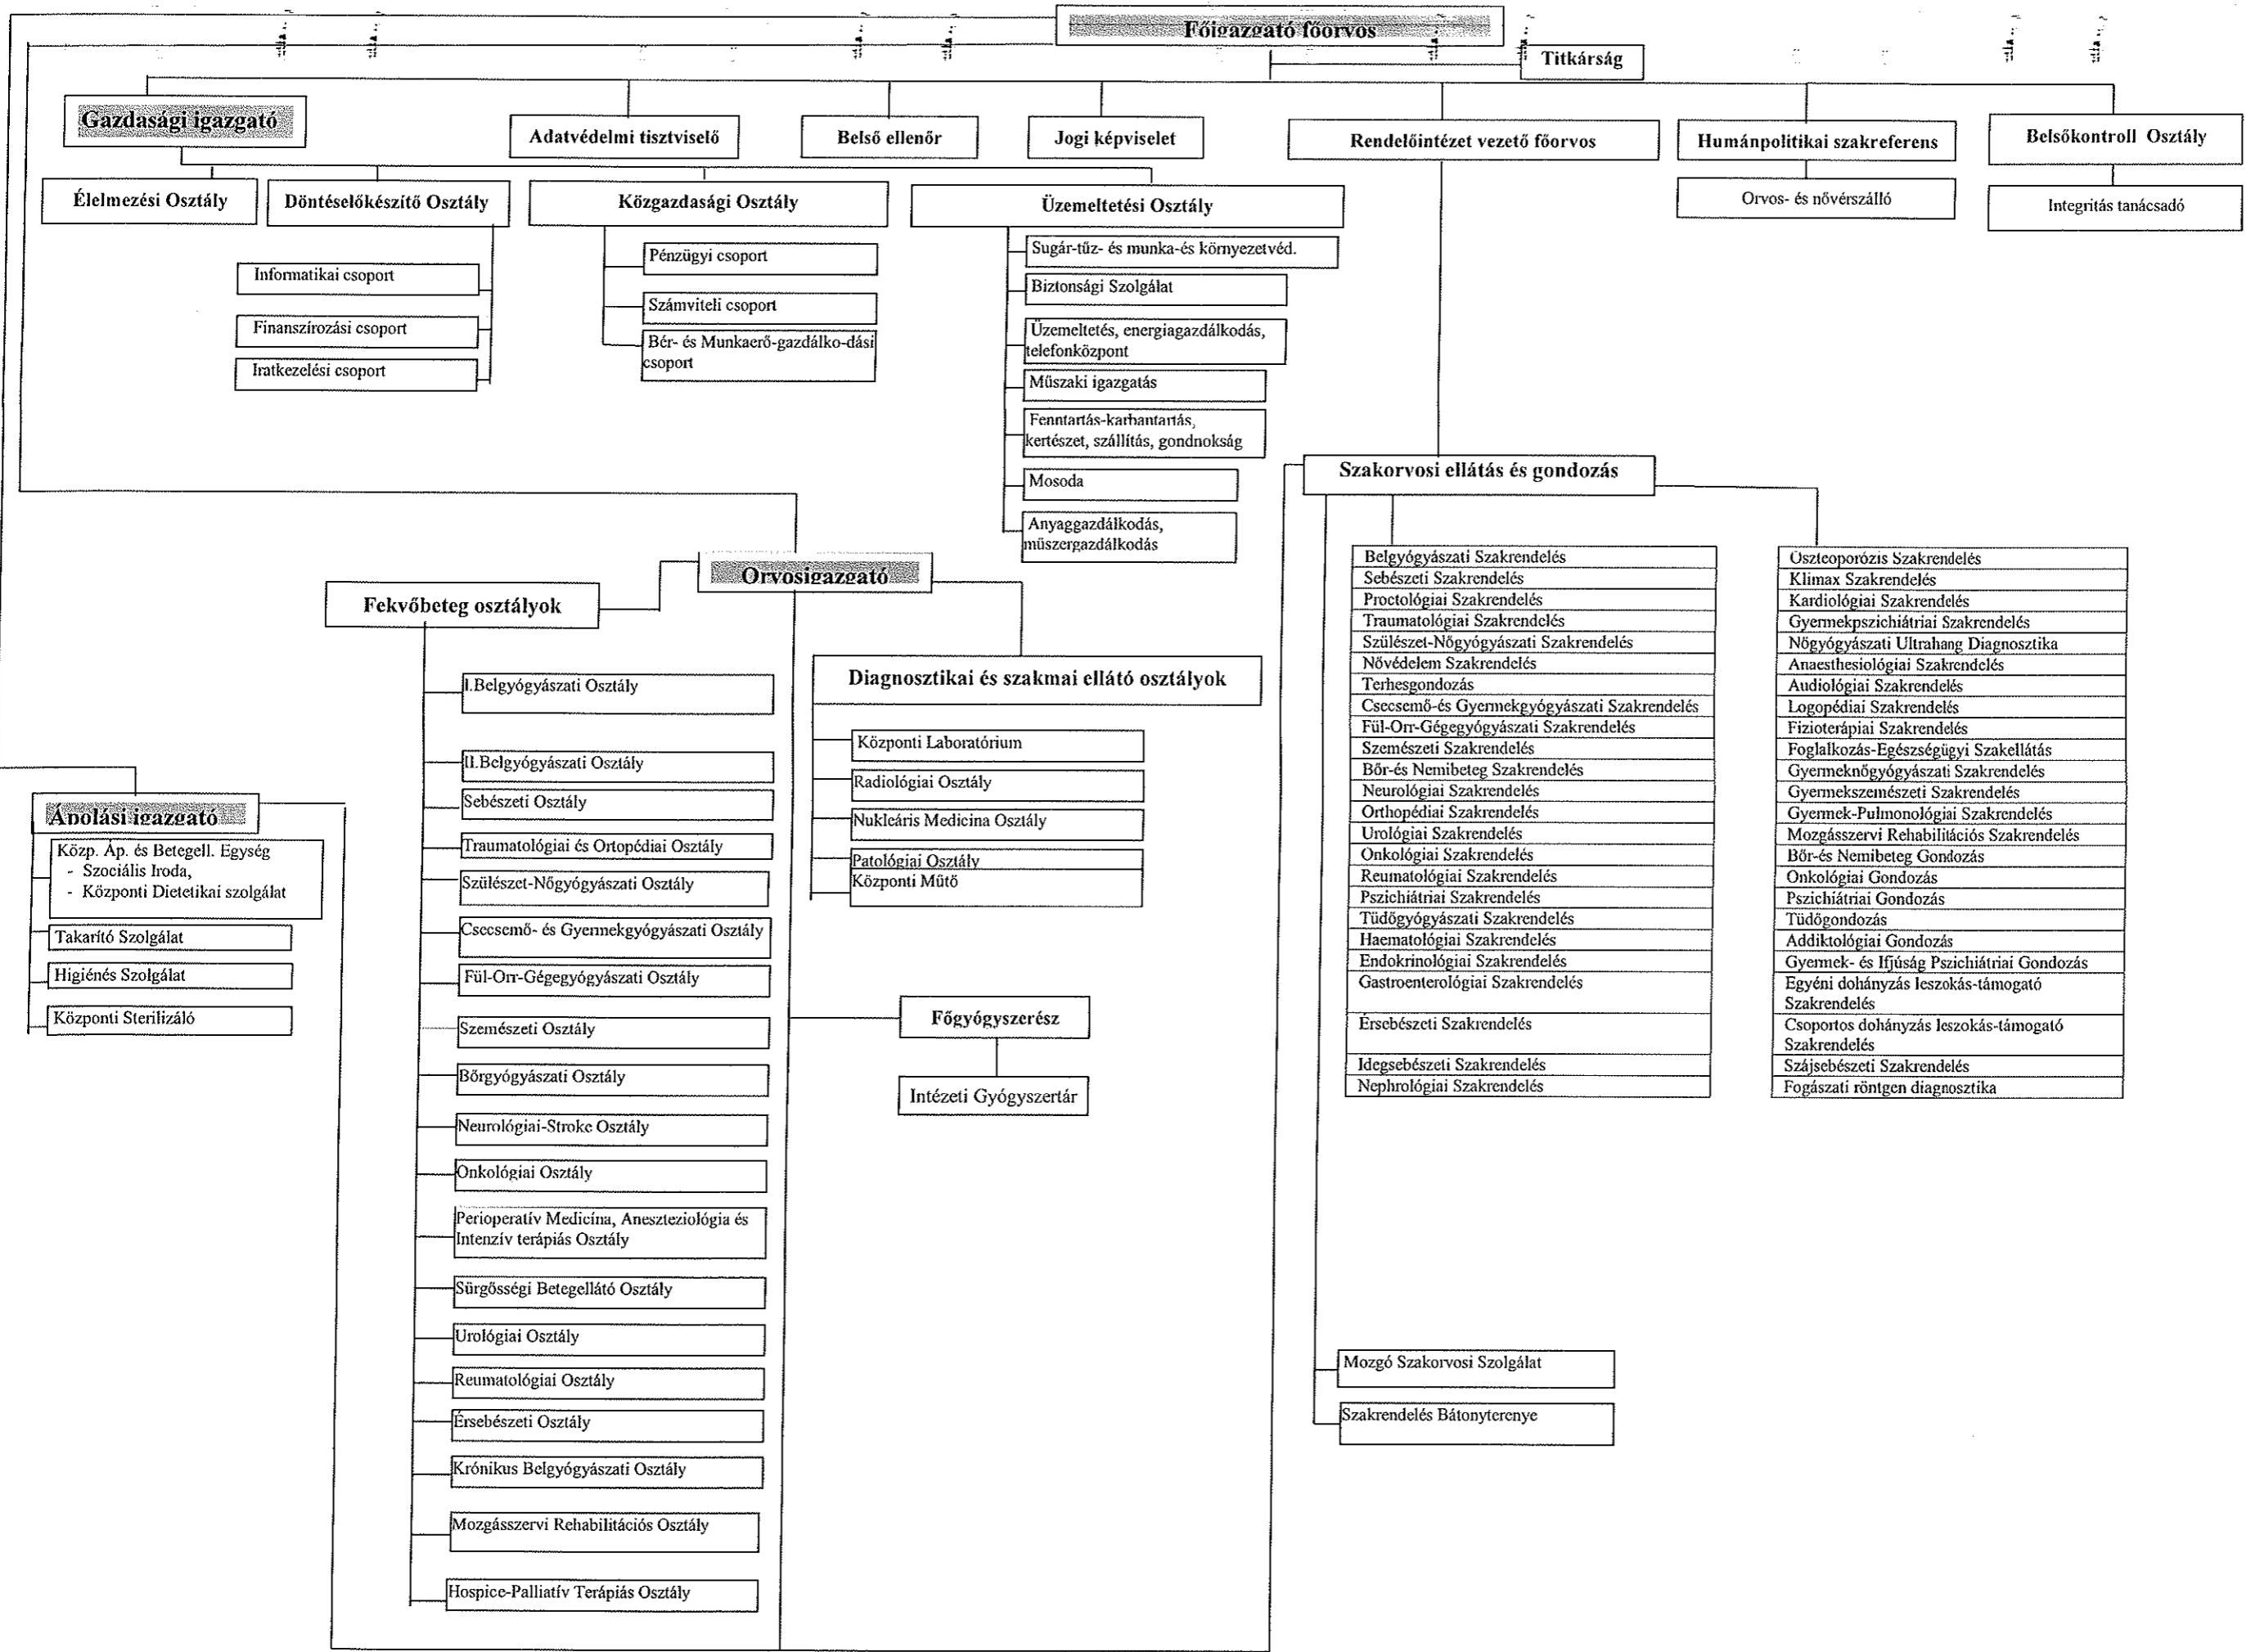 Főigazgató főorvos
Titkárság
Gazdasági igazgató
Adatvédelmi tisztviselő
Belső ellenőr
Jogi képviselet
Rendelőintézet vezető főorvos
Humánpolitikai szakreferens
Belsőkontroll Osztály
Élelmezési Osztály
Döntéselőkészítő Osztály
Közgazdasági Osztály
Üzemeltetési Osztály
Orvos- és nővérszálló
Integritás tanácsadó
Informatikai csoport
Finanszírozási csoport
Iratkezelési csoport
Pénzügyi csoport
Számviteli csoport
Bér- és Munkaerő-gazdálko-dási
csoport
Sugár-tűz- és munka-és környezetvéd.
Biztonsági Szolgálat
Üzemeltetés, energiagazdálkodás,
telefonközpont
Műszaki igazgatás
Fenntartás-karbantartás,
kertészet, szállítás, gondnokság
Mosoda
Anyaggazdálkodás,
műszergazdálkodás
Szakorvosi ellátás és gondozás
Orvosigazgató
Fekvőbeteg osztályok
I.Belgyógyászati Osztály
II.Belgyógyászati Osztály
Sebészeti Osztály
Traumatológiai és Ortopédiai Osztály
Szülészet-Nőgyógyászati Osztály
Csecsemő- és Gyermekgyógyászati Osztály
Fül-Orr-Gégegyógyászati Osztály
Szemészeti Osztály
Bőrgyógyászati Osztály
Neurológiai-Stroke Osztály
Onkológiai Osztály
Perioperatív Medicína, Aneszteziológia és
Intenzív terápiás Osztály
Sürgősségi Betegellátó Osztály
Urológiai Osztály
Reumatológiai Osztály
Érsebészeti Osztály
Krónikus Belgyógyászati Osztály
Mozgásszervi Rehabilitációs Osztály
Hospice-Palliatív Terápiás Osztály
Diagnosztikai és szakmai ellátó osztályok
Központi Laboratórium
Radiológiai Osztály
Nukleáris Medicina Osztály
Patológiai Osztály
Központi Műtő
Főgyógyszerész
Intézeti Gyógyszertár
Ápolási igazgató
Közp. Áp. és Betegell. Egység
- Szociális Iroda,
- Központi Dietetikai szolgálat
Takarító Szolgálat
Higiénés Szolgálat
Központi Sterilizáló
Belgyógyászati Szakrendelés
Sebészeti Szakrendelés
Proctológiai Szakrendelés
Traumatológiai Szakrendelés
Szülészet-Nőgyógyászati Szakrendelés
Nővédelem Szakrendelés
Terhesgondozás
Csecsemő-és Gyermekgyógyászati Szakrendelés
Fül-Orr-Gégegyógyászati Szakrendelés
Szemészeti Szakrendelés
Bőr-és Nemibeteg Szakrendelés
Neurológiai Szakrendelés
Orthopédiai Szakrendelés
Urológiai Szakrendelés
Onkológiai Szakrendelés
Reumatológiai Szakrendelés
Pszichiátriai Szakrendelés
Tüdőgyógyászati Szakrendelés
Haematológiai Szakrendelés
Endokrinológiai Szakrendelés
Gastroenterológiai Szakrendelés
Érsebészeti Szakrendelés
Idegsebészeti Szakrendelés
Nephrológiai Szakrendelés
Oszteoporózis Szakrendelés
Klimax Szakrendelés
Kardiológiai Szakrendelés
Gyermekpszichiátriai Szakrendelés
Nőgyógyászati Ultrahang Diagnosztika
Anaesthesiológiai Szakrendelés
Audiológiai Szakrendelés
Logopédiai Szakrendelés
Fizioterápiai Szakrendelés
Foglalkozás-Egészségügyi Szakellátás
Gyermeknőgyógyászati Szakrendelés
Gyermekszemészeti Szakrendelés
Gyermek-Pulmonológiai Szakrendelés
Mozgásszervi Rehabilitációs Szakrendelés
Bőr-és Nemibeteg Gondozás
Onkológiai Gondozás
Pszichiátriai Gondozás
Tüdőgondozás
Addiktológiai Gondozás
Gyermek- és Ifjúság Pszichiátriai Gondozás
Egyéni dohányzás leszokás-támogató
Szakrendelés
Csoportos dohányzás leszokás-támogató
Szakrendelés
Szájsebészeti Szakrendelés
Fogászati röntgen diagnosztika
Mozgó Szakorvosi Szolgálat
Szakrendelés Bátonyterenye